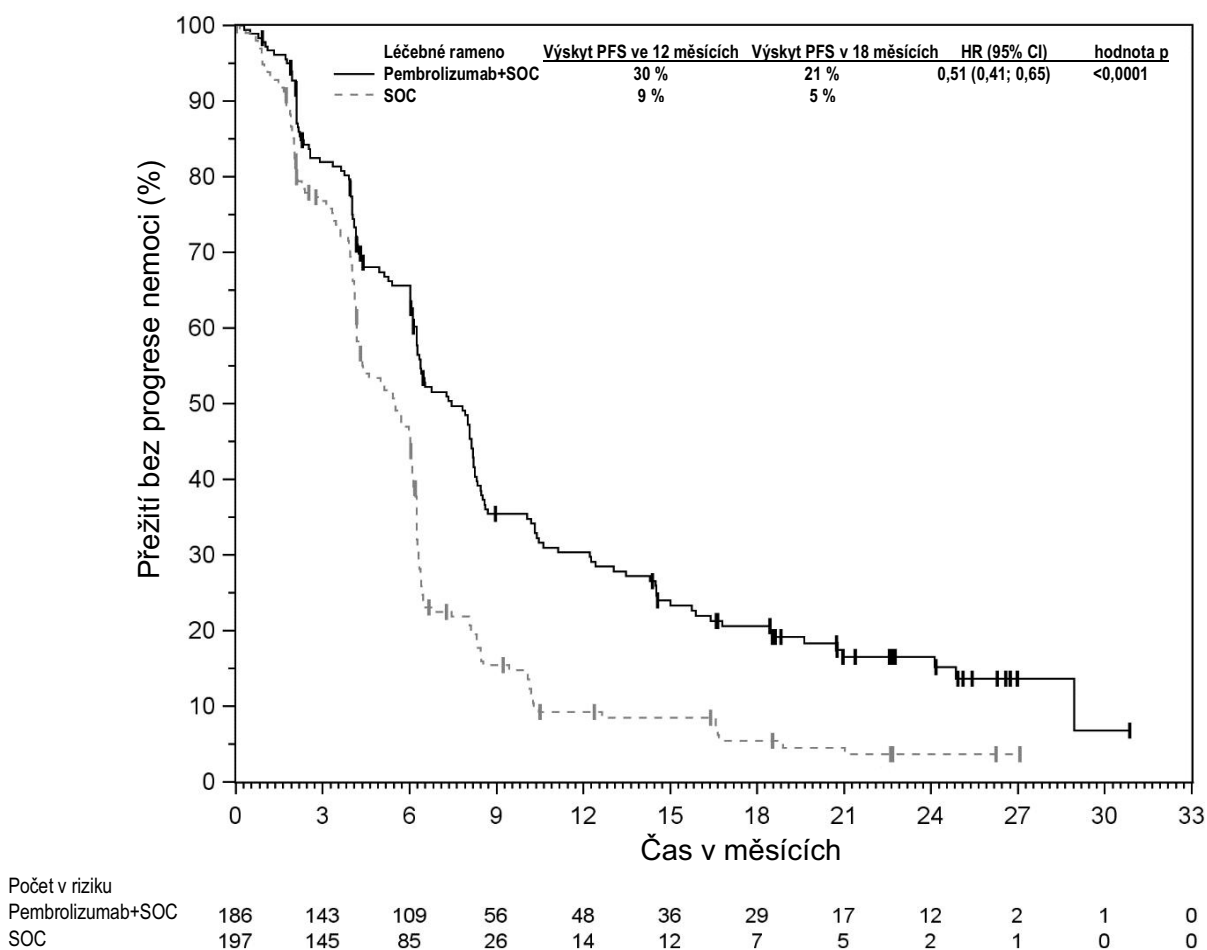 Léčebné rameno Výskyt PFS ve 12 měsících Výskyt PFS v 18 měsících HR (95% CI) hodnota p
Pembrolizumab+SOC 30 % 21 % 0,51 (0,41; 0,65) <0,0001
SOC 9 % 5 %
Přežití bez progrese nemoci (%)
100
90
80
70
60
50
40
30
20
10
0
0 3 6 9 12 15 18 21 24 27 30 33
Čas v měsících
Počet v riziku
Pembrolizumab+SOC 186 143 109 56 48 36 29 17 12 2 1 0
SOC 197 145 85 26 14 12 7 5 2 1 0 0